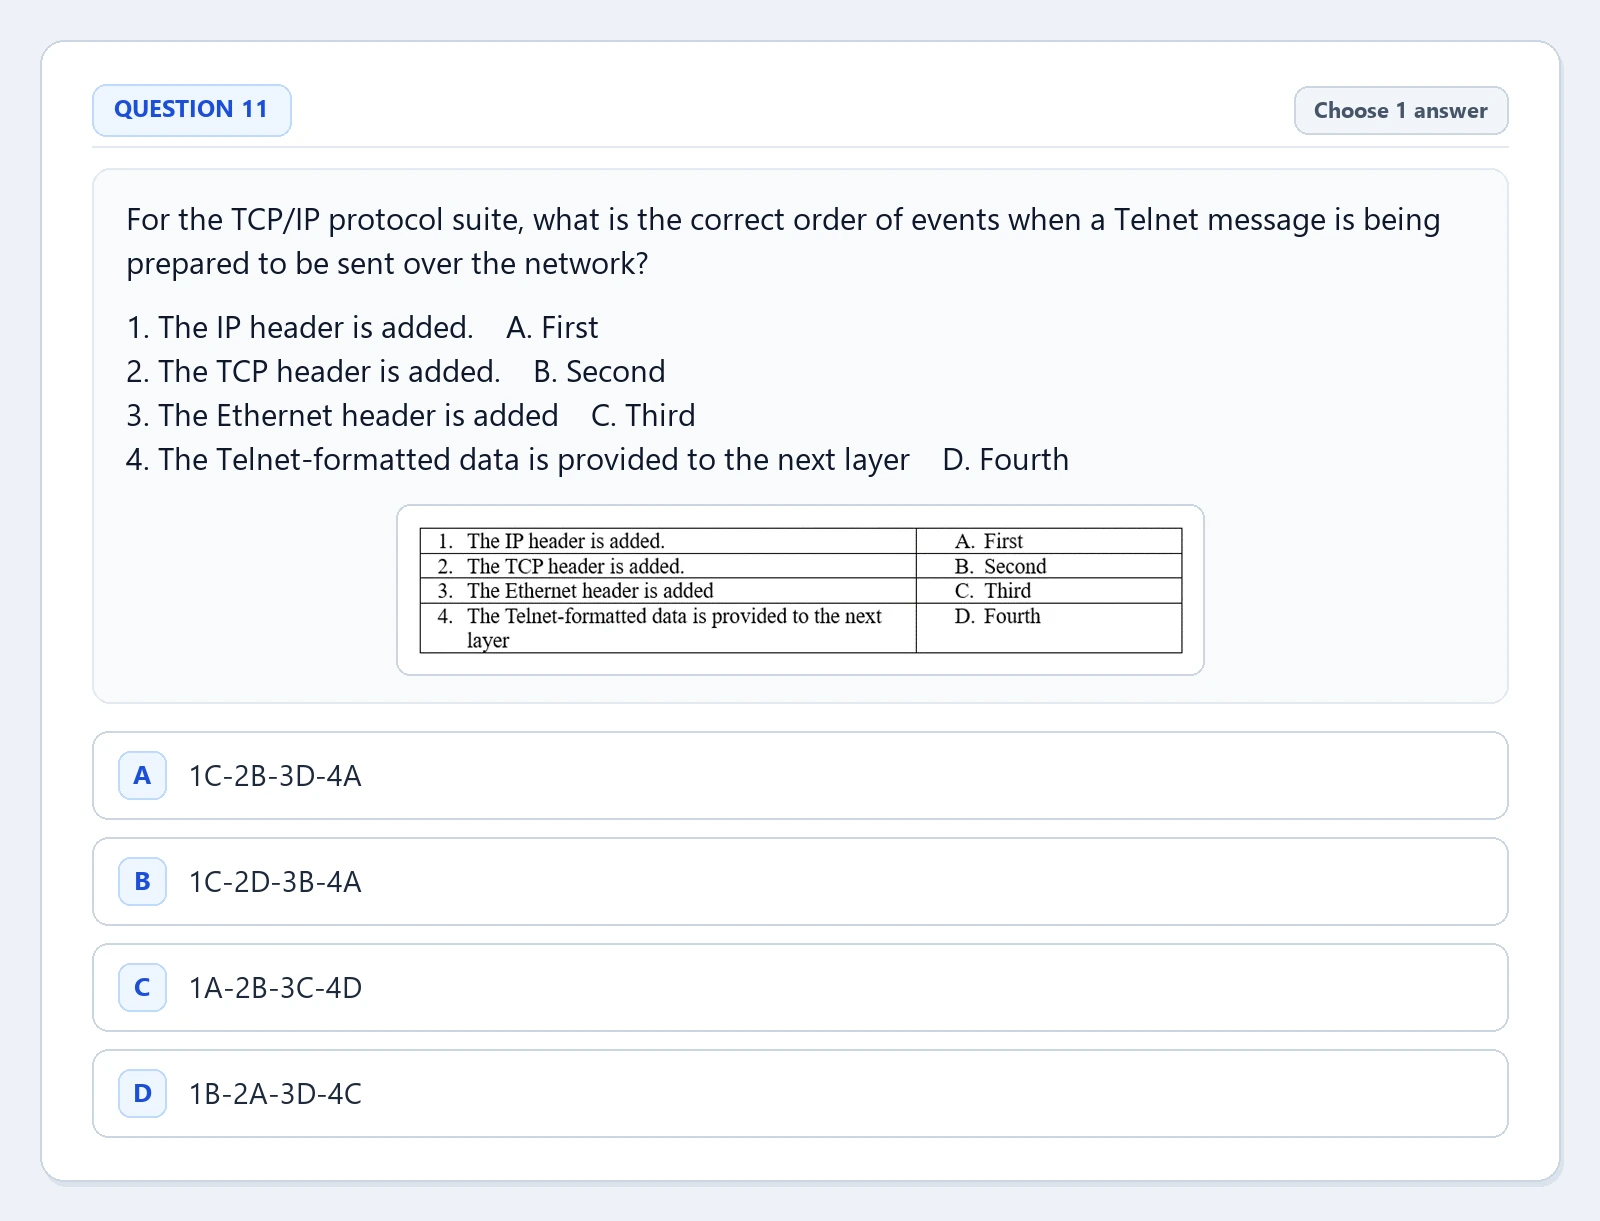 QUESTION 11
Choose 1 answer
For the TCP/IP protocol suite, what is the correct order of events when a Telnet message is being
prepared to be sent over the network?
1. The IP header is added. A. First
2. The TCP header is added. B. Second
3. The Ethernet header is added C. Third
4. The Telnet-formatted data is provided to the next layer D. Fourth
1. The IP header is added. A. First
2. The TCP header is added. B. Second
3. The Ethernet header is added C. Third
4. The Telnet-formatted data is provided to the next D. Fourth
layer
A 1C-2B-3D-4A
B 1C-2D-3B-4A
C 1A-2B-3C-4D
D 1B-2A-3D-4C